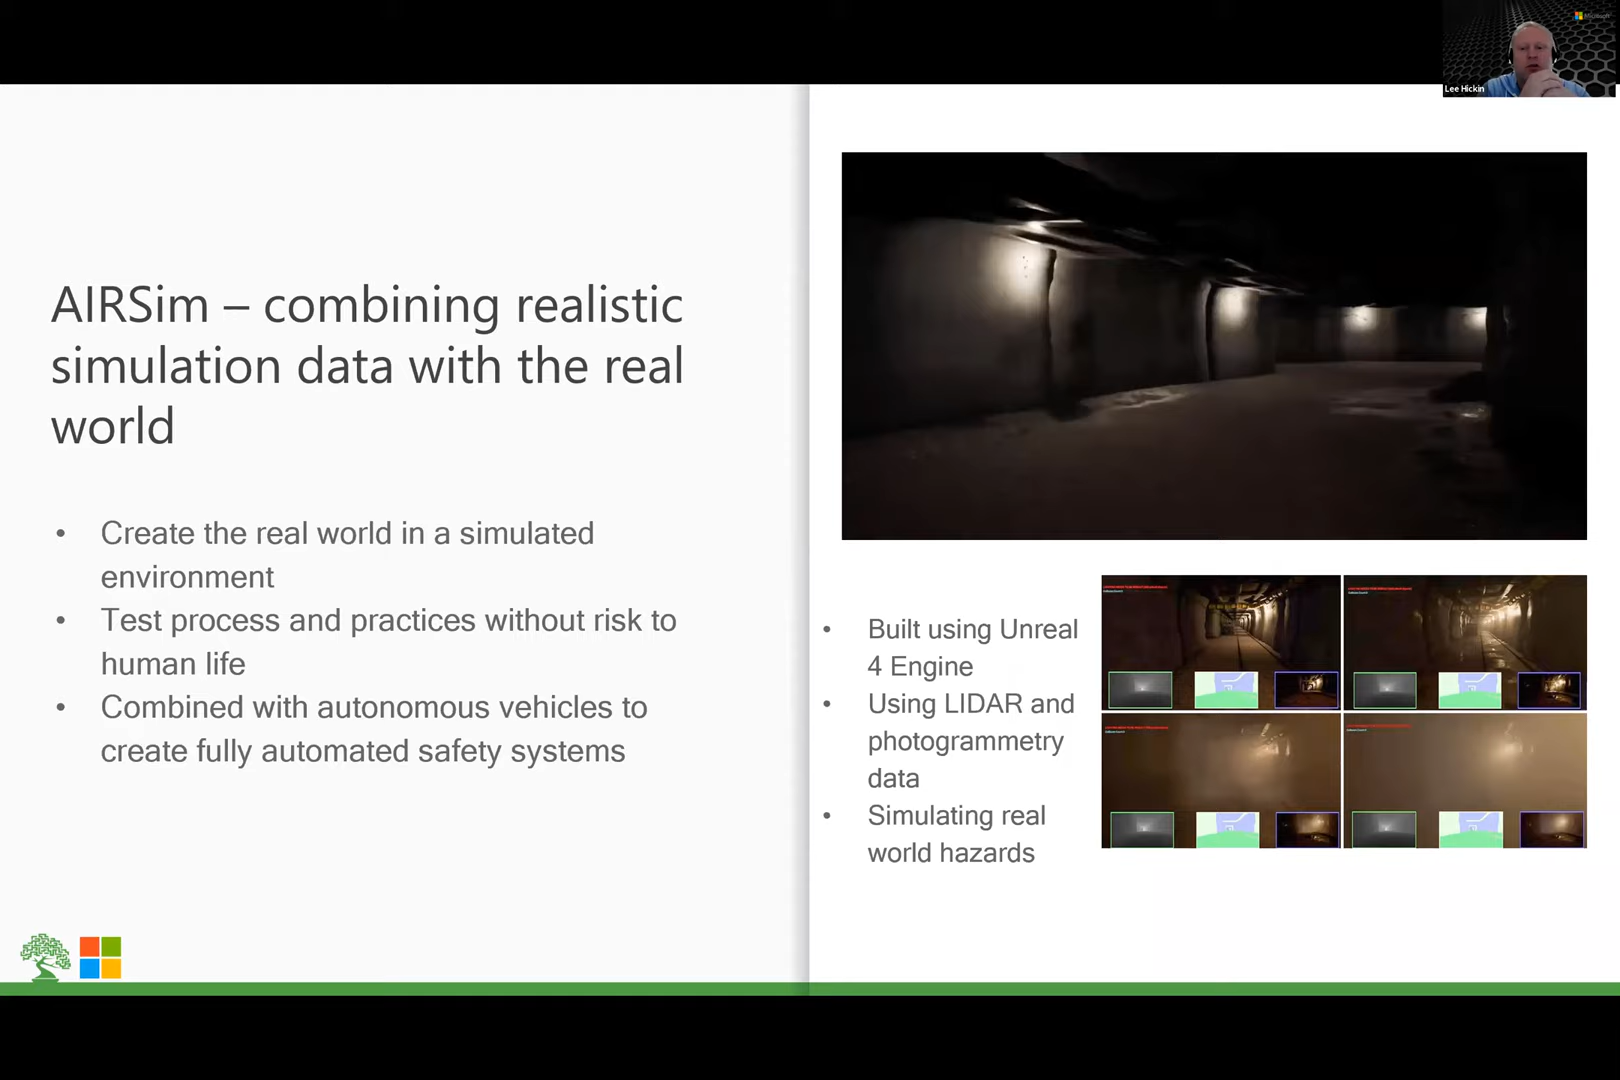 Microsoft
Lee Hickin
AIRSim – combining realistic
simulation data with the real
world
• Create the real world in a simulated
environment
• Test process and practices without risk to
human life
• Combined with autonomous vehicles to
create fully automated safety systems
• Built using Unreal
4 Engine
• Using LIDAR and
photogrammetry
data
• Simulating real
world hazards